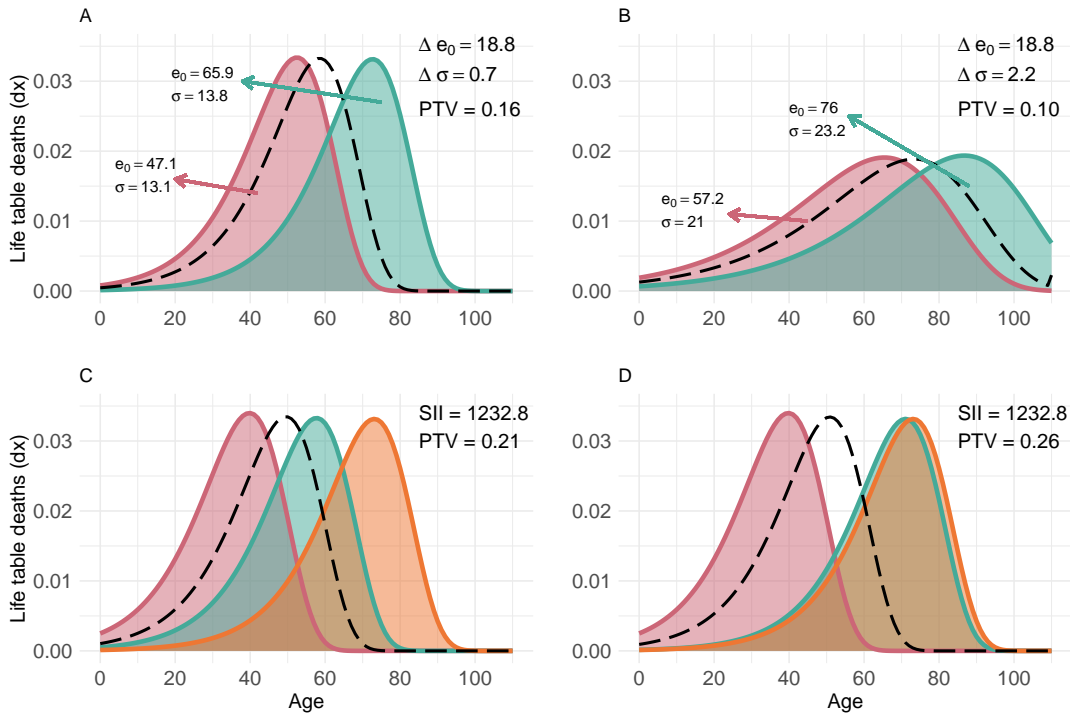 A
Life table deaths (dx)
0.03
0.02
0.01
0.00
0
20
40
60
80
100
e₀ = 65.9
σ = 13.8
e₀ = 47.1
σ = 13.1
Δ e₀ = 18.8
Δ σ = 0.7
PTV = 0.16
B
0.03
0.02
0.01
0.00
0
20
40
60
80
100
e₀ = 76
σ = 23.2
e₀ = 57.2
σ = 21
Δ e₀ = 18.8
Δ σ = 2.2
PTV = 0.10
C
Life table deaths (dx)
0.03
0.02
0.01
0.00
0
20
40
60
80
100
Age
SII = 1232.8
PTV = 0.21
D
0.03
0.02
0.01
0.00
0
20
40
60
80
100
Age
SII = 1232.8
PTV = 0.26